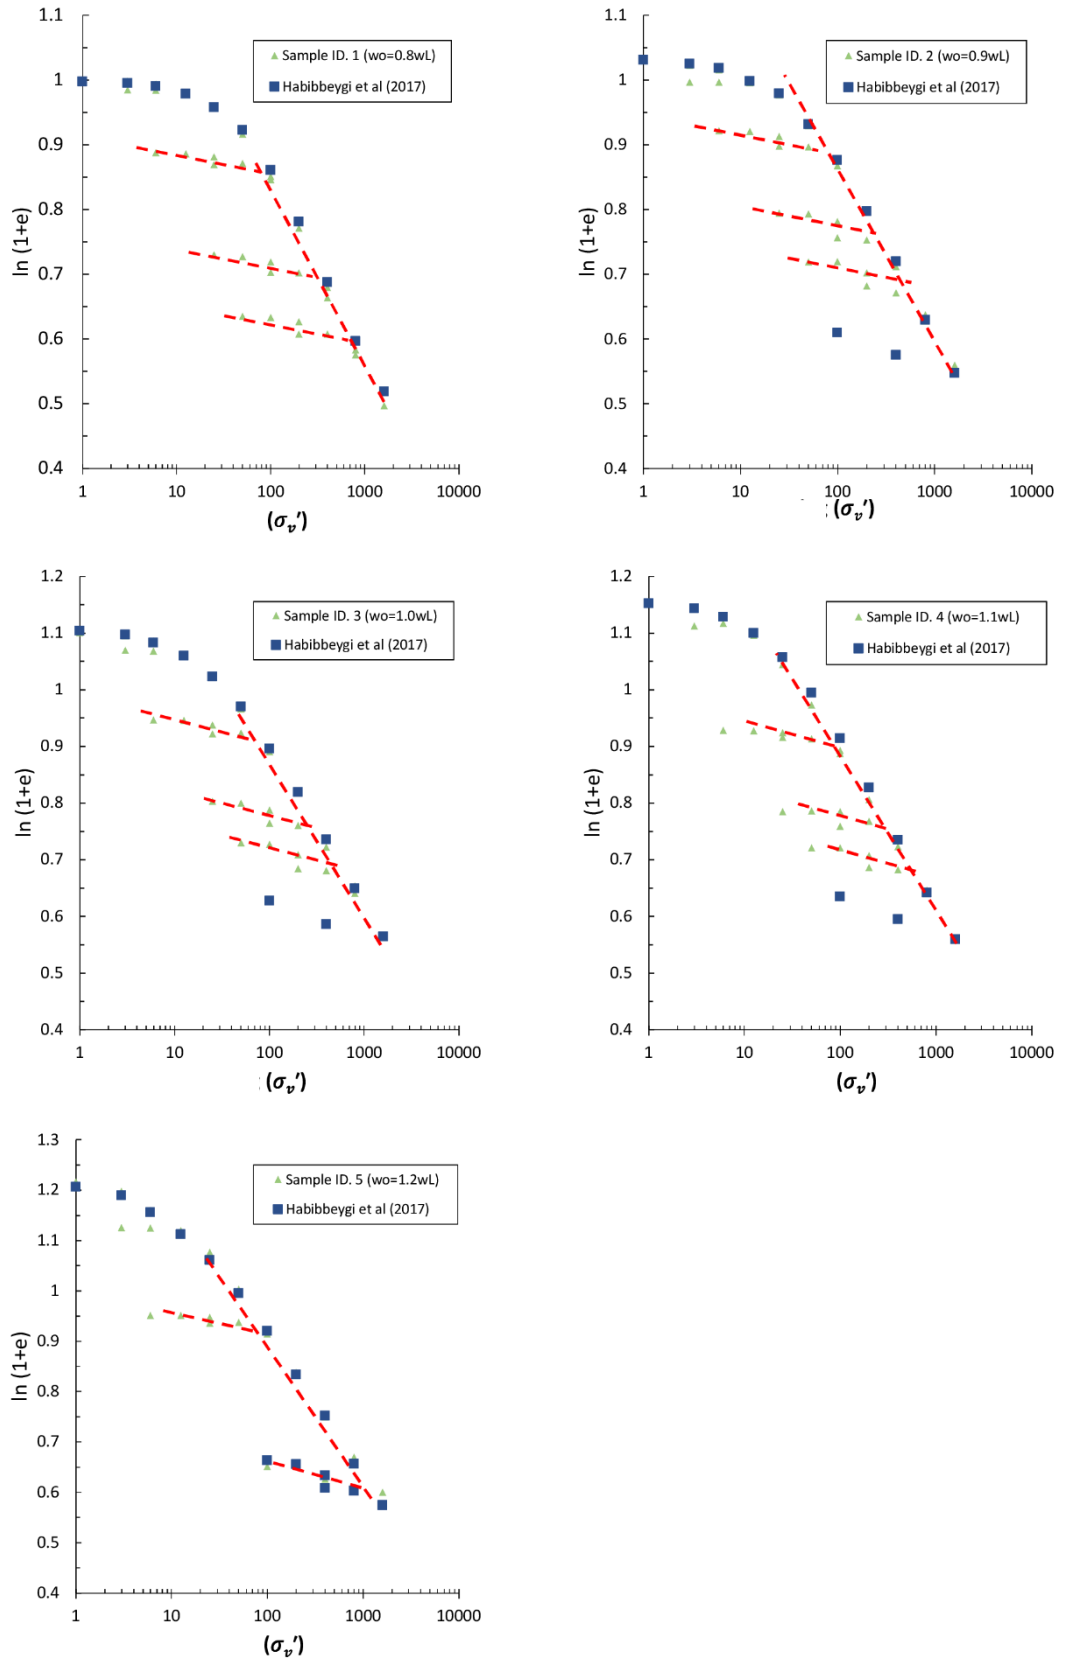 1.1
1
0.9
0.8
0.7
0.6
0.5
0.4
ln (1+e)
Sample ID. 1 (wo=0.8wL)
Habibbeygi et al (2017)
1 10 100 1000 10000
(σᵥ')
1.1
1
0.9
0.8
0.7
0.6
0.5
0.4
ln (1+e)
Sample ID. 2 (wo=0.9wL)
Habibbeygi et al (2017)
1 10 100 1000 10000
; (σᵥ')
1.2
1.1
1
0.9
0.8
0.7
0.6
0.5
0.4
ln (1+e)
Sample ID. 3 (wo=1.0wL)
Habibbeygi et al (2017)
1 10 100 1000 10000
: (σᵥ')
1.2
1.1
1
0.9
0.8
0.7
0.6
0.5
0.4
ln (1+e)
Sample ID. 4 (wo=1.1wL)
Habibbeygi et al (2017)
1 10 100 1000 10000
(σᵥ')
1.3
1.2
1.1
1
0.9
0.8
0.7
0.6
0.5
0.4
ln (1+e)
Sample ID. 5 (wo=1.2wL)
Habibbeygi et al (2017)
1 10 100 1000 10000
(σᵥ')